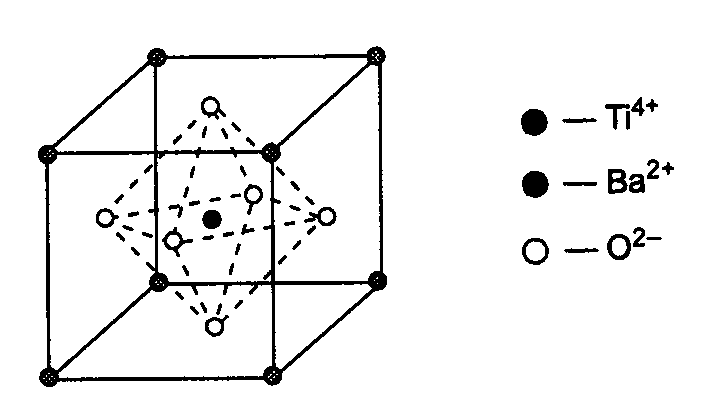 — Ti⁴⁺
— Ba²⁺
— O²⁻